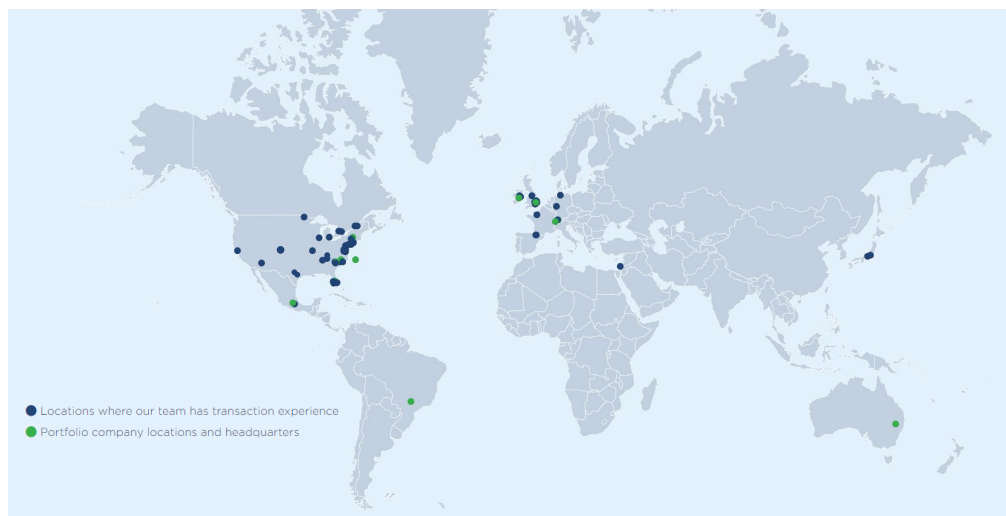 Locations where our team has transaction experience
Portfolio company locations and headquarters